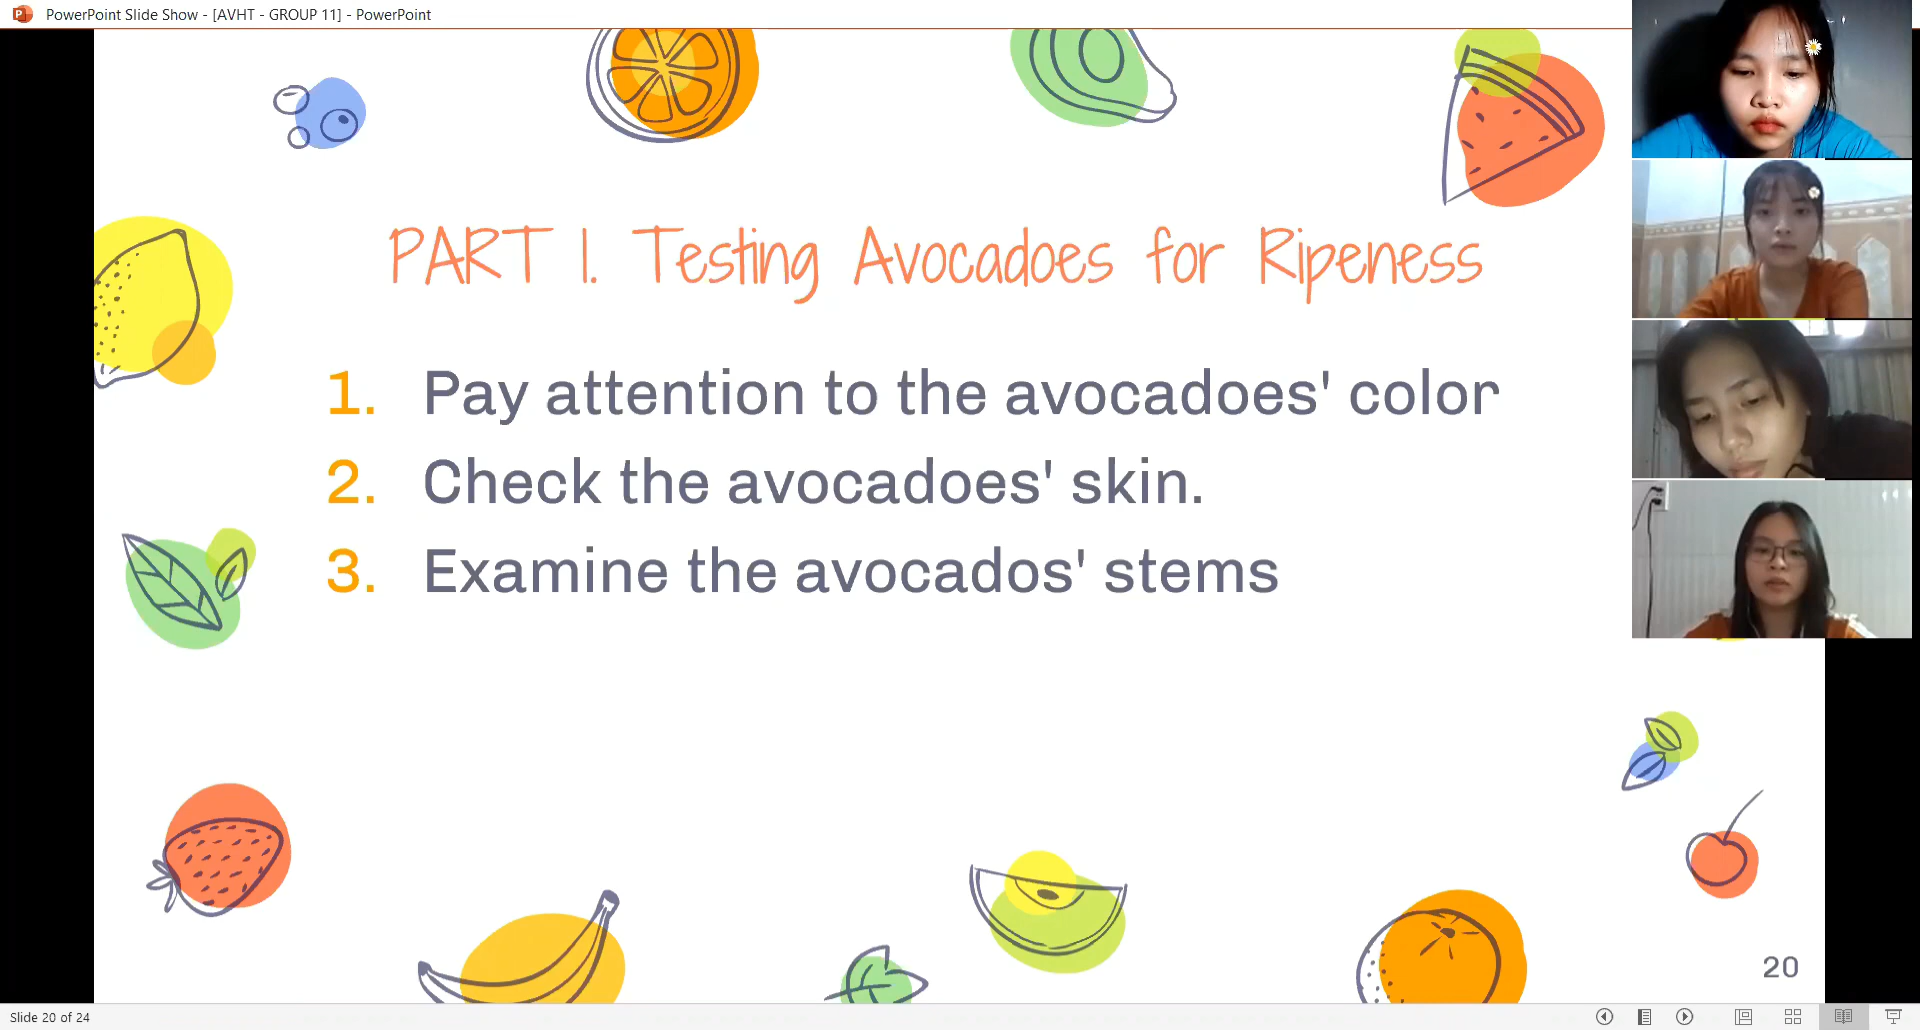 PowerPoint Slide Show - [AVHT - GROUP 11] - PowerPoint
PART 1. Testing Avocadoes for Ripeness
1. Pay attention to the avocadoes' color
2. Check the avocadoes' skin.
3. Examine the avocados' stems
20
Slide 20 of 24